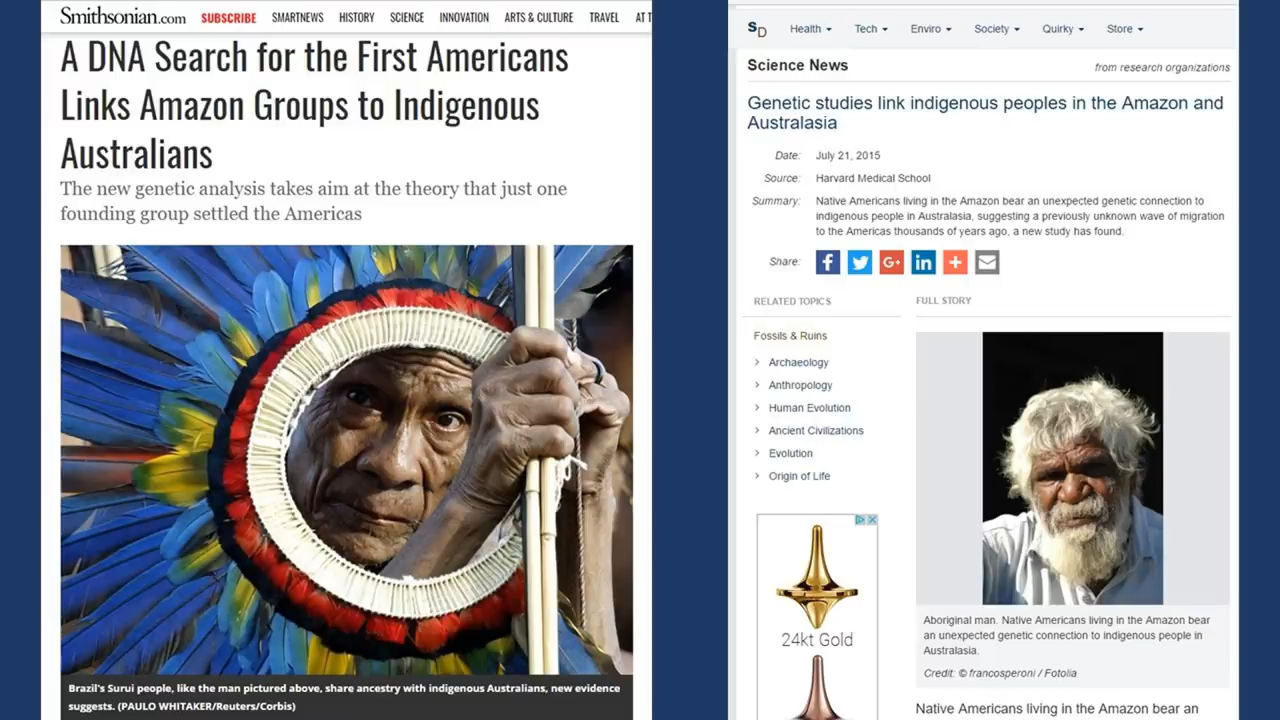 Smithsonian.com SUBSCRIBE SMARTNEWS HISTORY SCIENCE INNOVATION ARTS & CULTURE TRAVEL AT T
A DNA Search for the First Americans
Links Amazon Groups to Indigenous
Australians
The new genetic analysis takes aim at the theory that just one
founding group settled the Americas
Brazil's Surui people, like the man pictured above, share ancestry with indigenous Australians, new evidence
suggests. (PAULO WHITAKER/Reuters/Corbis)
SD Health Tech Enviro Society Quirky Store
Science News from research organizations
Genetic studies link indigenous peoples in the Amazon and
Australasia
Date: July 21, 2015
Source: Harvard Medical School
Summary: Native Americans living in the Amazon bear an unexpected genetic connection to
indigenous people in Australasia, suggesting a previously unknown wave of migration
to the Americas thousands of years ago, a new study has found.
Share: f G+ in +
RELATED TOPICS
Fossils & Ruins
Archaeology
Anthropology
Human Evolution
Ancient Civilizations
Evolution
Origin of Life
24kt Gold
FULL STORY
Aboriginal man. Native Americans living in the Amazon bear
an unexpected genetic connection to indigenous people in
Australasia.
Credit: © francosperoni / Fotolia
Native Americans living in the Amazon bear an